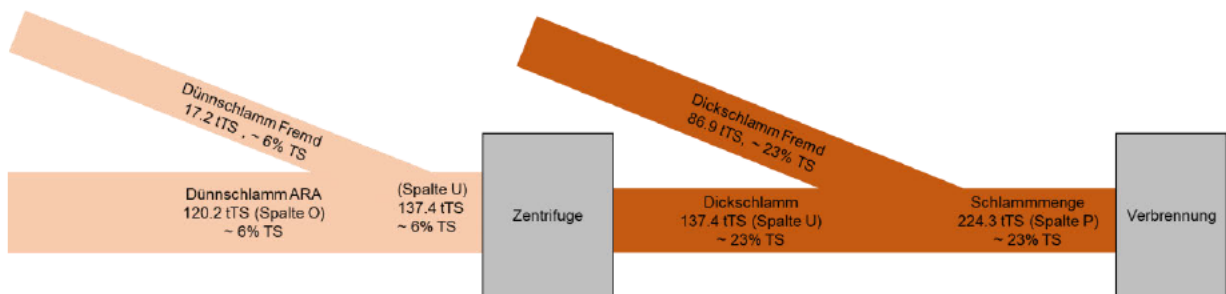 Dünnschlamm Fremd
17.2 tTS , ~ 6% TS
Dünnschlamm ARA
120.2 tTS (Spalte O)
~ 6% TS
(Spalte U)
137.4 tTS
~ 6% TS
Zentrifuge
Dickschlamm Fremd
86.9 tTS, ~ 23% TS
Dickschlamm
137.4 tTS (Spalte U)
~ 23% TS
Schlammmenge
224.3 tTS (Spalte P)
~ 23% TS
Verbrennung